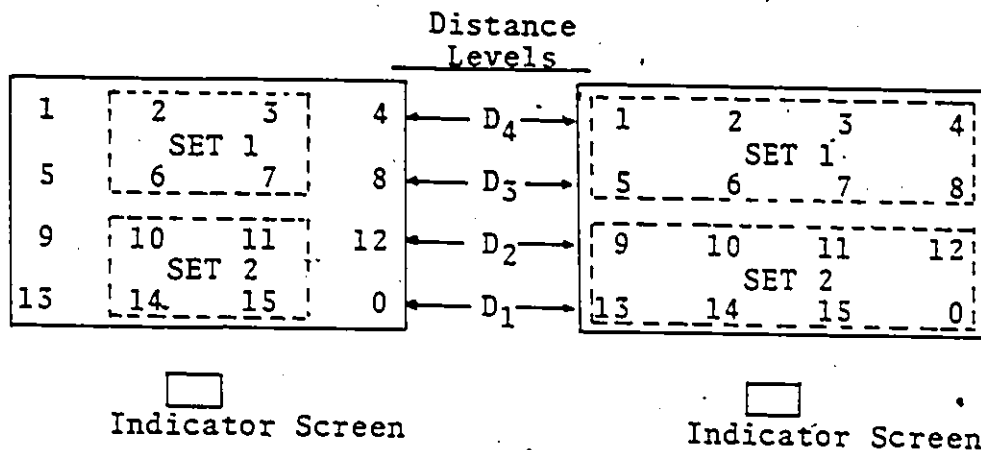 Distance
Levels
1 2 3 4 D4 1 2 3 4
SET 1 SET 1
5 6 7 8 D3 5 6 7 8
9 10 11 12 D2 9 10 11 12
SET 2 SET 2
13 14 15 0 D1 13 14 15 0
Indicator Screen Indicator Screen